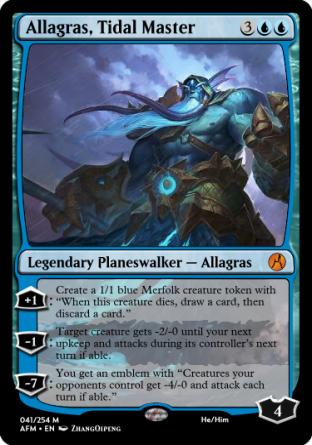 Allagras, Tidal Master 3
Legendary Planeswalker — Allagras
+1: Create a 1/1 blue Merfolk creature token with
“When this creature dies, draw a card, then
discard a card.”
-1: Target creature gets -2/-0 until your next
upkeep and attacks during its controller's next
turn if able.
-7: You get an emblem with “Creatures your
opponents control get -4/-0 and attack each
turn if able.”
4
041/254 M
He/Him
AFM • EN ZhangQipeng